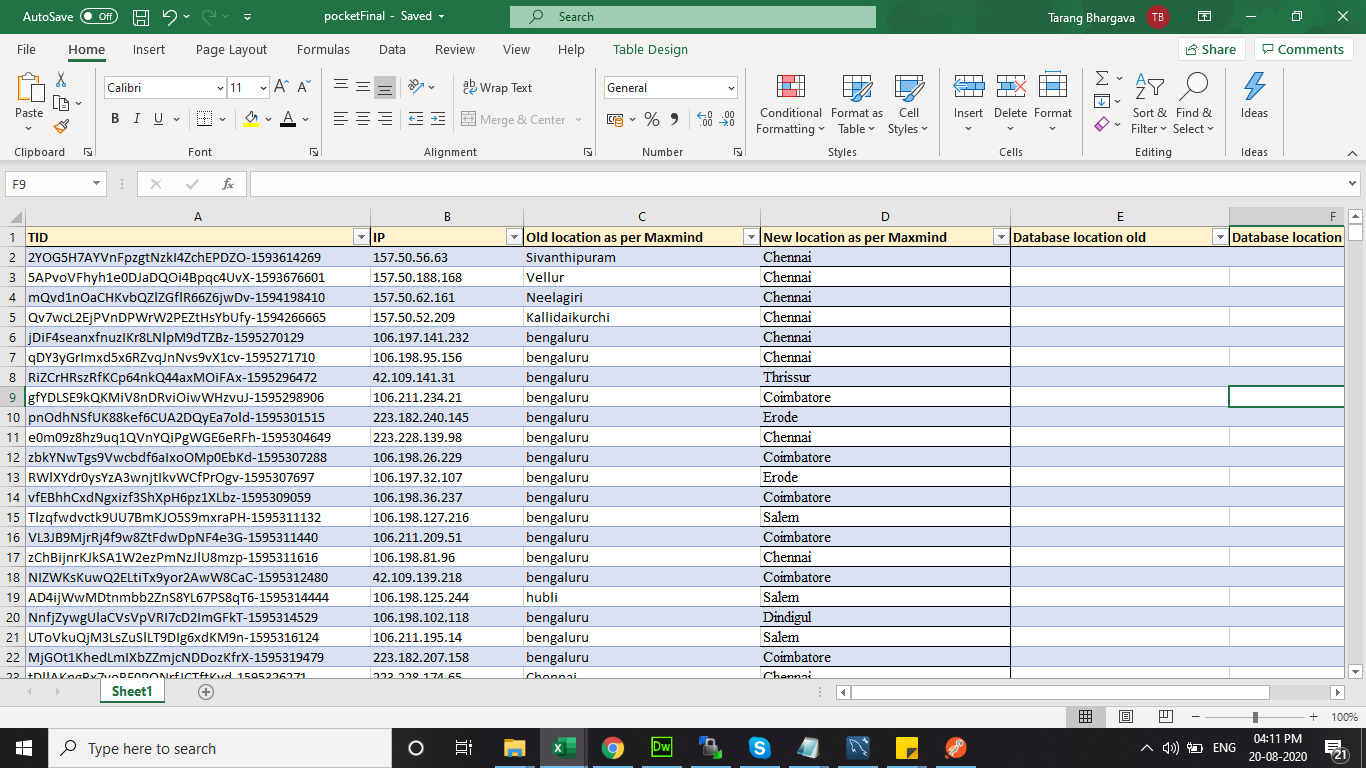 AutoSave Off pocketFinal - Saved Search Tarang Bhargava TB
File Home Insert Page Layout Formulas Data Review View Help Table Design Share Comments
Paste Calibri 11 Wrap Text General Conditional Formatting Format as Table Cell Styles Insert Delete Format Sort & Filter Find & Select Ideas
B I U Merge & Center
Clipboard Font Alignment Number Styles Cells Editing Ideas
F9 fx
A B C D E F
1 TID IP Old location as per Maxmind New location as per Maxmind Database location old Database location
2 2YOG5H7AYVnFpzgtNzkI4ZchEPDZO-1593614269 157.50.56.63 Sivanthipuram Chennai
3 5APvoVFhyh1e0DJaDQOi4Bpqc4UvX-1593676601 157.50.188.168 Vellur Chennai
4 mQvd1nOaCHKvbQZlZGflR66Z6jwDv-1594198410 157.50.62.161 Neelagiri Chennai
5 Qv7wcL2EjPVnDPWrW2PEZtHsYbUfy-1594266665 157.50.52.209 Kallidaikurchi Chennai
6 jDiF4seanxfnuzIKr8LNlpM9dTZBz-1595270129 106.197.141.232 bengaluru Chennai
7 qDY3yGrImxd5x6RZvqJnNvs9vX1cv-1595271710 106.198.95.156 bengaluru Chennai
8 RiZCrHRszRfKCp64nkQ44axMOiFAx-1595296472 42.109.141.31 bengaluru Thrissur
9 gfYDLSE9kQKMiV8nDRviOiwWHzvuJ-1595298906 106.211.234.21 bengaluru Coimbatore
10 pnOdhNSfUK88kef6CUA2DQyEa7old-1595301515 223.182.240.145 bengaluru Erode
11 e0m09z8hz9uq1QVnYQiPgWGE6eRFh-1595304649 223.228.139.98 bengaluru Chennai
12 zbkYNwTgs9Vwcbdf6aIxoOMp0EbKd-1595307288 106.198.26.229 bengaluru Coimbatore
13 RWlXYdr0ysYzA3wnjtIkvWCfPrOgv-1595307697 106.197.32.107 bengaluru Erode
14 vfEBhhCxdNgxizf3ShXpH6pz1XLbz-1595309059 106.198.36.237 bengaluru Coimbatore
15 Tlzqfwdvctk9UU7BmKJO5S9mxraPH-1595311132 106.198.127.216 bengaluru Salem
16 VL3JB9MjrRj4f9w8ZtFdwDpNF4e3G-1595311440 106.211.209.51 bengaluru Coimbatore
17 zChBijnrKJkSA1W2ezPmNzJlU8mzp-1595311616 106.198.81.96 bengaluru Chennai
18 NIZWKsKuwQ2ELtiTx9yor2AwW8CaC-1595312480 42.109.139.218 bengaluru Coimbatore
19 AD4ijWwMDtnmbb2ZnS8YL67PS8qT6-1595314444 106.198.125.244 hubli Salem
20 NnfjZywgUlaCVsVpVRI7cD2ImGFkT-1595314529 106.198.102.118 bengaluru Dindigul
21 UToVkuQjM3LsZuSlLT9DIg6xdKM9n-1595316124 106.211.195.14 bengaluru Salem
22 MjGOt1KhedLmIXbZZmjcNDDozKfrX-1595319479 223.182.207.158 bengaluru Coimbatore
23 223.228.174.65 Chennai Chennai
Sheet1
100%
Type here to search Dw ENG 04:11 PM
20-08-2020 21